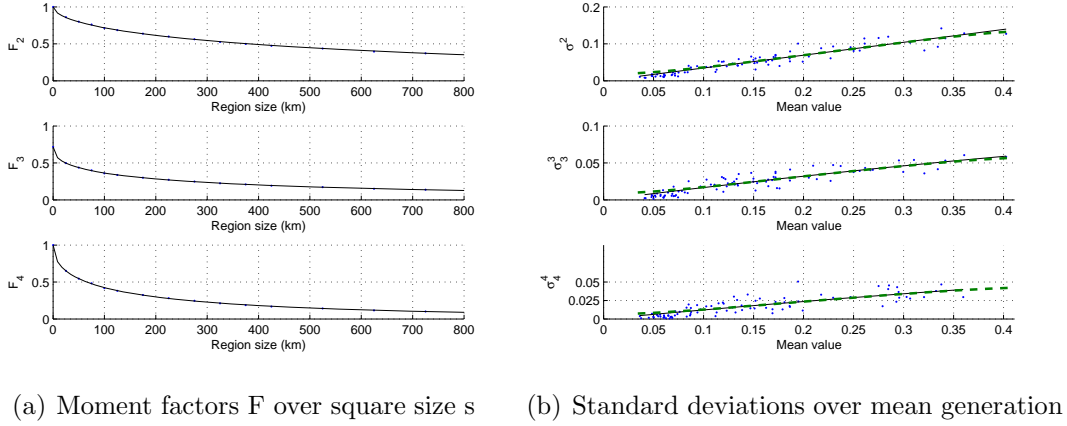 1
0.5
0
F2
0 100 200 300 400 500 600 700 800
Region size (km)
1
0.5
0
F3
0 100 200 300 400 500 600 700 800
Region size (km)
1
0.5
0
F4
0 100 200 300 400 500 600 700 800
Region size (km)
0.2
0.1
0
σ2
0.05 0.1 0.15 0.2 0.25 0.3 0.35 0.4
Mean value
0.1
0.05
0
σ33
0 0.05 0.1 0.15 0.2 0.25 0.3 0.35 0.4
Mean value
0.05
0.025
0
σ44
0 0.05 0.1 0.15 0.2 0.25 0.3 0.35 0.4
Mean value
(a) Moment factors F over square size s
(b) Standard deviations over mean generation